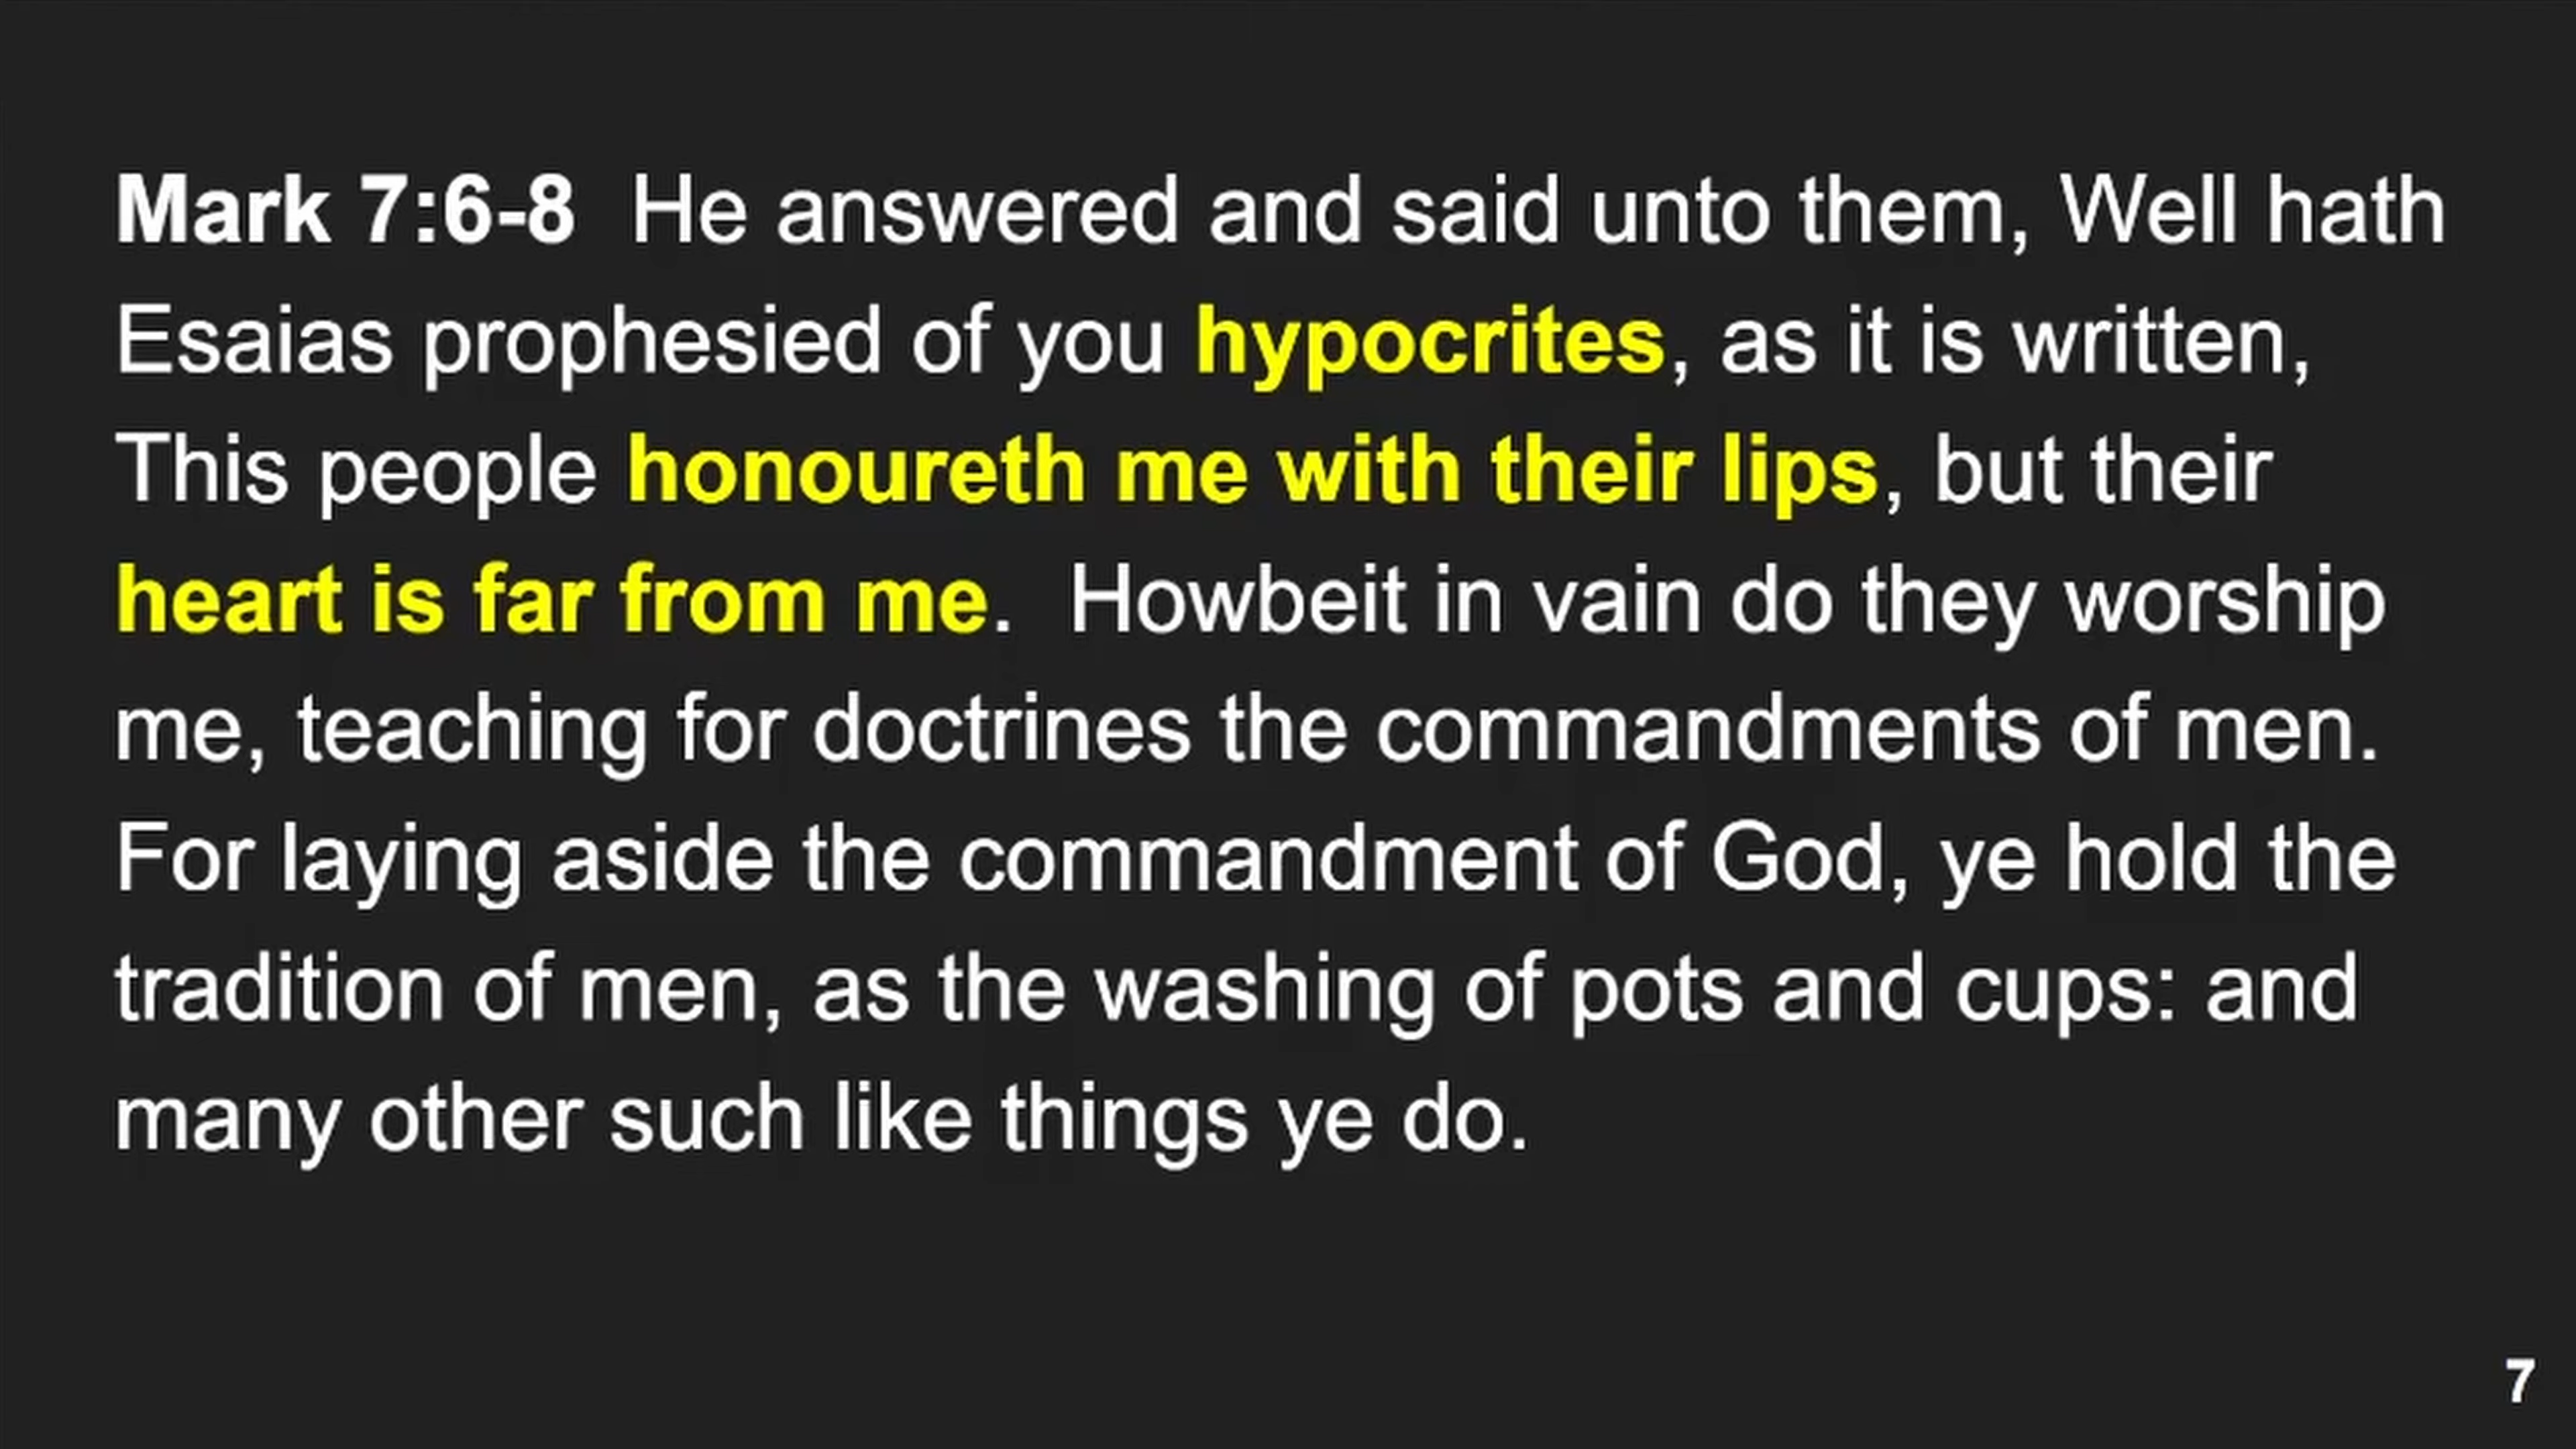 Mark 7:6-8  He answered and said unto them, Well hath
Esaias prophesied of you hypocrites, as it is written,
This people honoureth me with their lips, but their
heart is far from me.  Howbeit in vain do they worship
me, teaching for doctrines the commandments of men.
For laying aside the commandment of God, ye hold the
tradition of men, as the washing of pots and cups: and
many other such like things ye do.
7